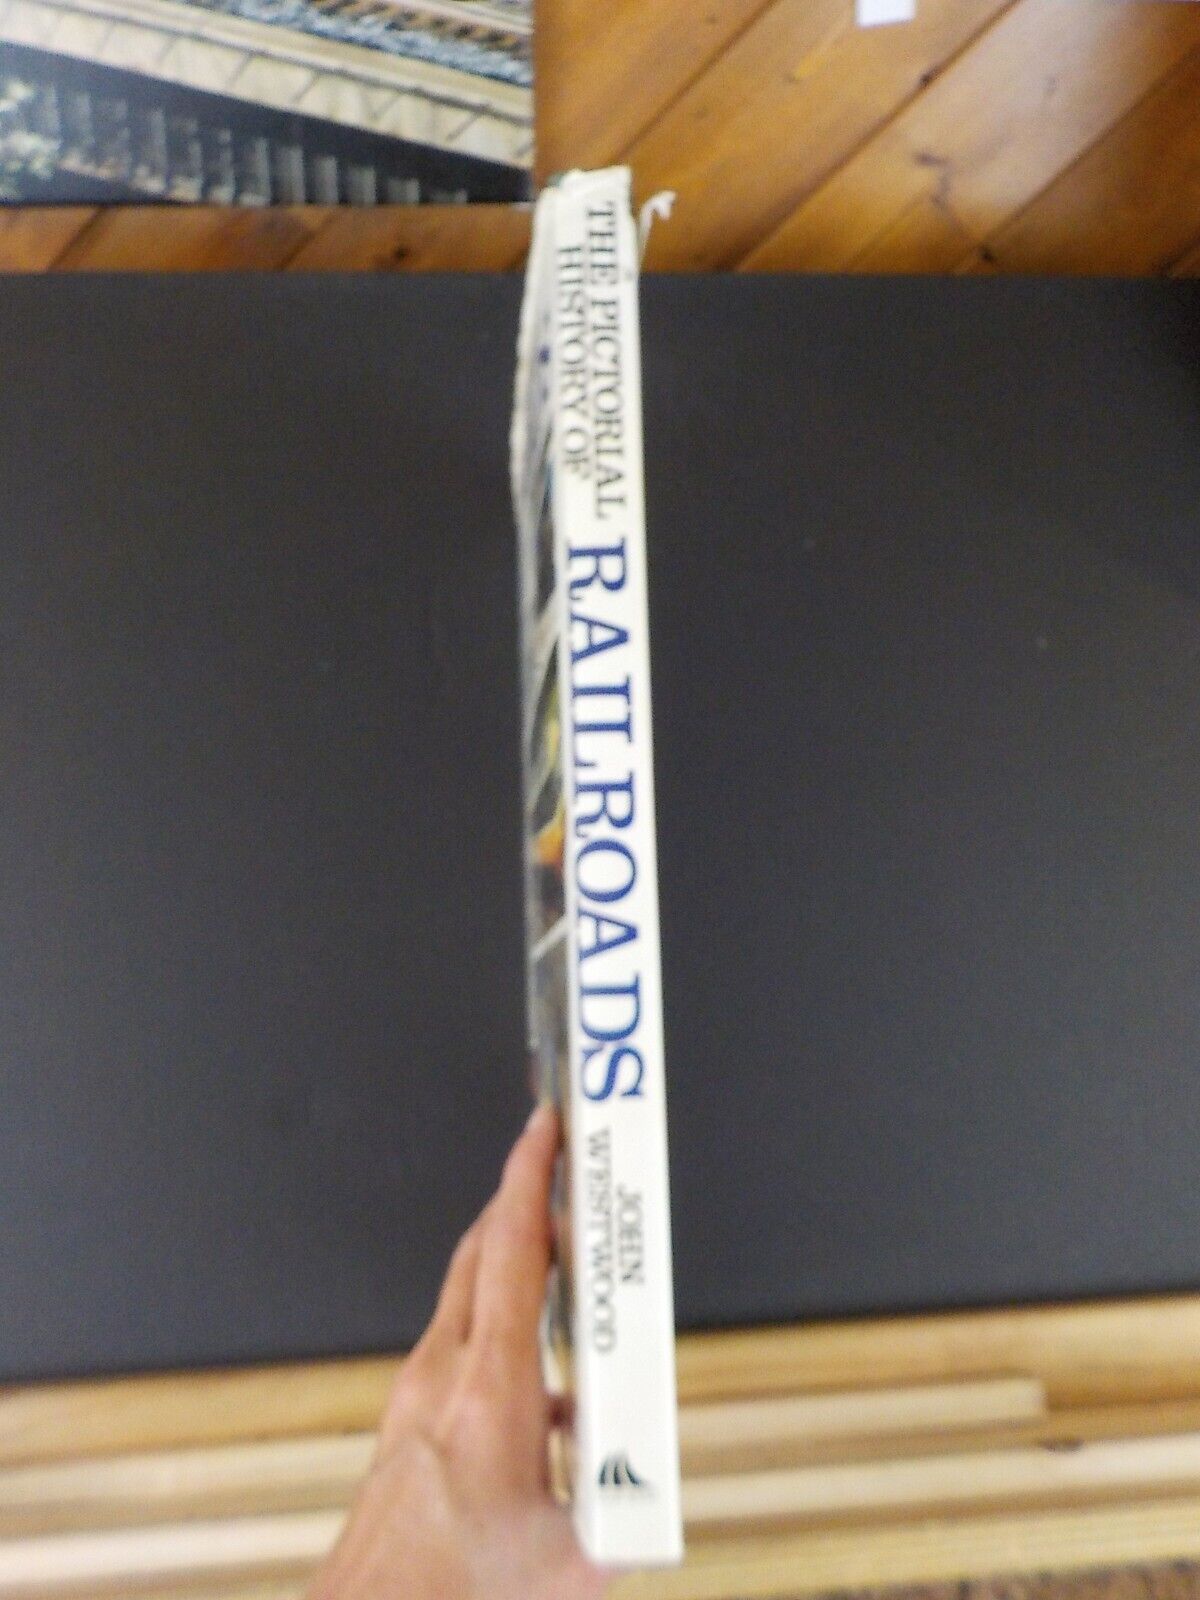 THE PICTORIAL
HISTORY OF
RAILROADS
JOHN
WESTWOOD